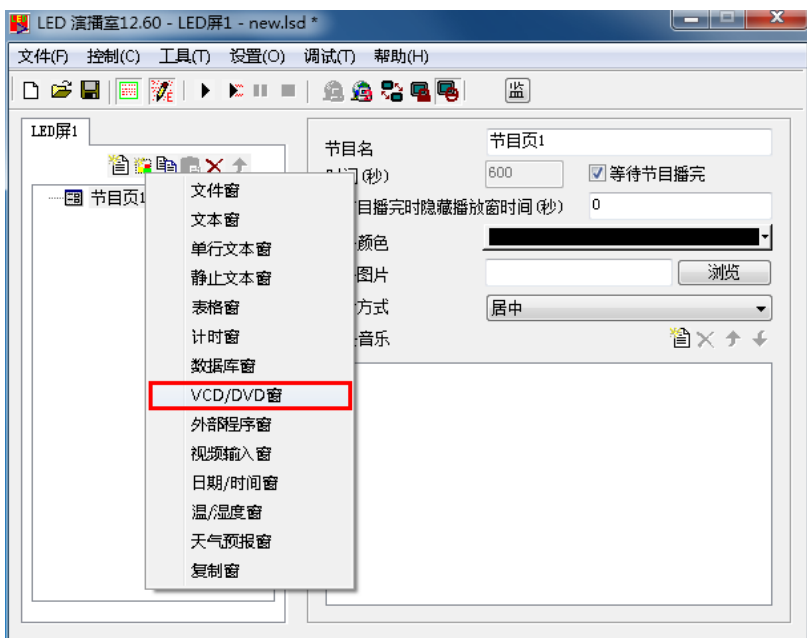 LED 演播室12.60 - LED屏1 - new.lsd *
文件(F) 控制(C) 工具(T) 设置(O) 调试(T) 帮助(H)
监
LED屏1
节目页1
文件窗
文本窗
单行文本窗
静止文本窗
表格窗
计时窗
数据库窗
VCD/DVD窗
外部程序窗
视频输入窗
日期/时间窗
温/湿度窗
天气预报窗
复制窗
节目名 节目页1
(秒) 600 等待节目播完
目播完时隐藏播放窗时间(秒) 0
颜色
图片 浏览
方式 居中
音乐